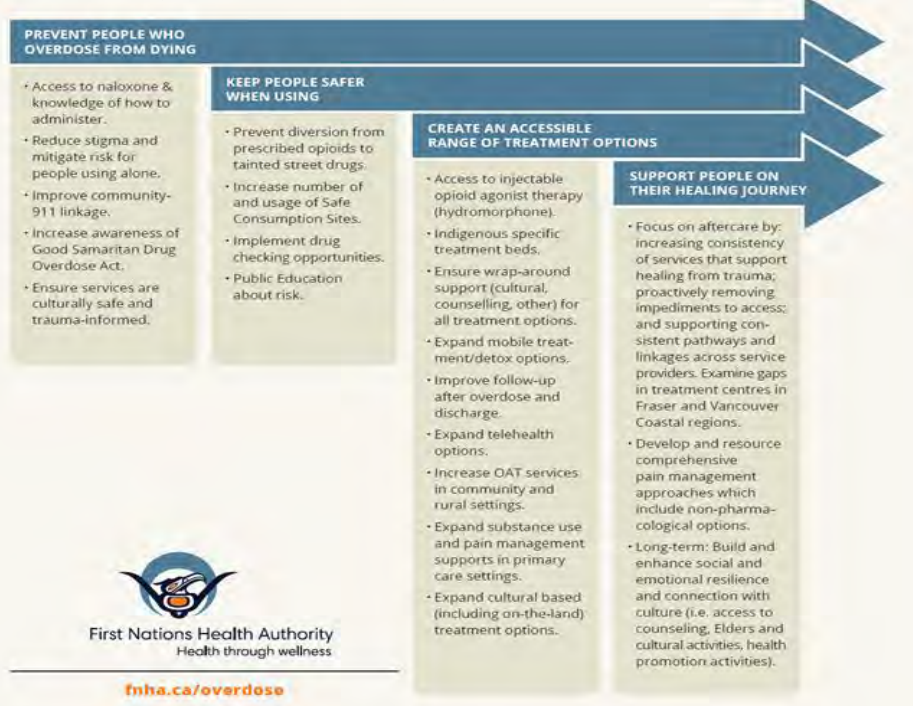 PREVENT PEOPLE WHO
OVERDOSE FROM DYING
• Access to naloxone &
knowledge of how to
administer.
• Reduce stigma and
mitigate risk for
people using alone.
• Improve community-
911 linkage.
• Increase awareness of
Good Samaritan Drug
Overdose Act.
• Ensure services are
culturally safe and
trauma-informed.
KEEP PEOPLE SAFER
WHEN USING
• Prevent diversion from
prescribed opioids to
tainted street drugs.
• Increase number of
and usage of Safe
Consumption Sites.
• Implement drug
checking opportunities.
• Public Education
about risk.
CREATE AN ACCESSIBLE
RANGE OF TREATMENT OPTIONS
• Access to injectable
opioid agonist therapy
(hydromorphone).
• Indigenous specific
treatment beds.
• Ensure wrap-around
support (cultural,
counselling, other) for
all treatment options.
• Expand mobile treat-
ment/detox options.
• Improve follow-up
after overdose and
discharge.
• Expand telehealth
options.
• Increase OAT services
in community and
rural settings.
• Expand substance use
and pain management
supports in primary
care settings.
• Expand cultural based
(including on-the-land)
treatment options.
SUPPORT PEOPLE ON
THEIR HEALING JOURNEY
• Focus on aftercare by:
increasing consistency
of services that support
healing from trauma;
proactively removing
impediments to access;
and supporting con-
sistent pathways and
linkages across service
providers. Examine gaps
in treatment centres in
Fraser and Vancouver
Coastal regions.
• Develop and resource
comprehensive
pain management
approaches which
include non-pharma-
cological options.
• Long-term: Build and
enhance social and
emotional resilience
and connection with
culture (i.e. access to
counseling, Elders and
cultural activities, health
promotion activities).
First Nations Health Authority
Health through wellness
fnha.ca/overdose